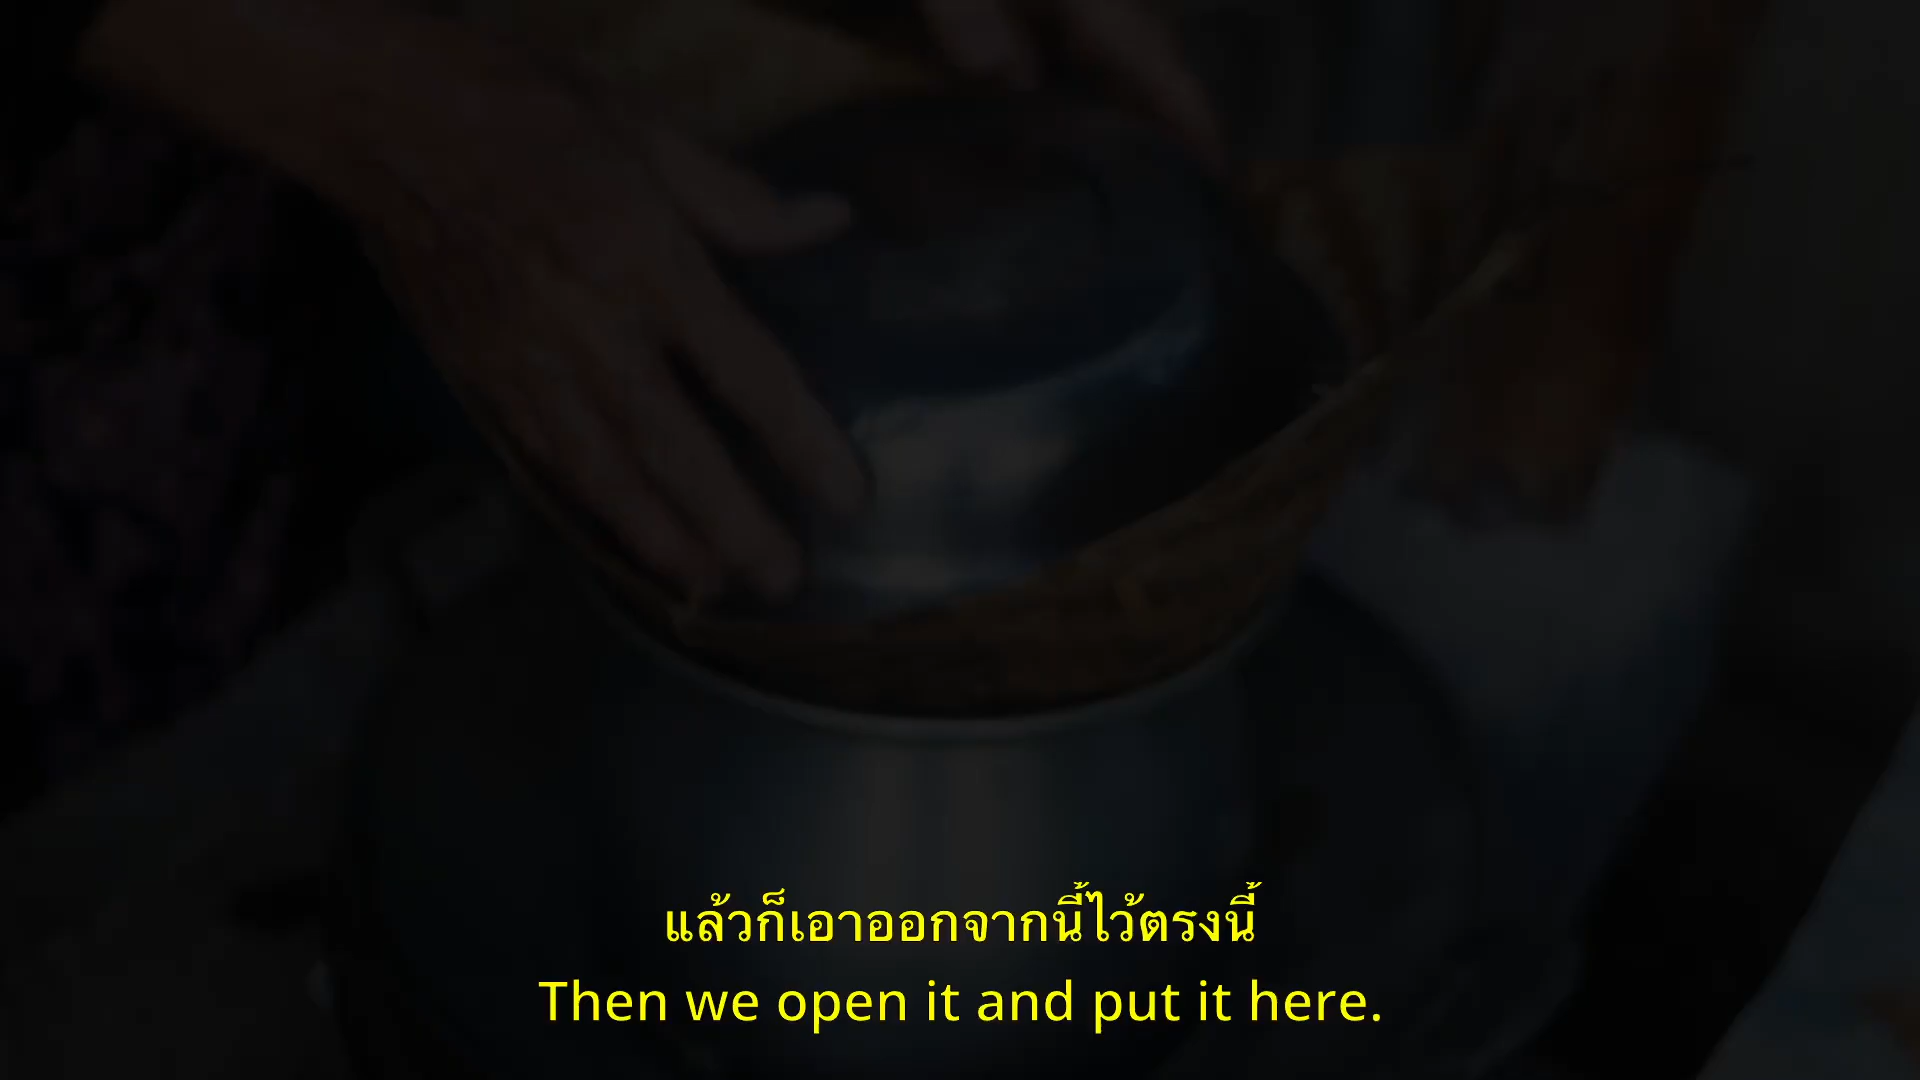 แล้วก็เอาออกจากนี้ไว้ตรงนี้
Then we open it and put it here.